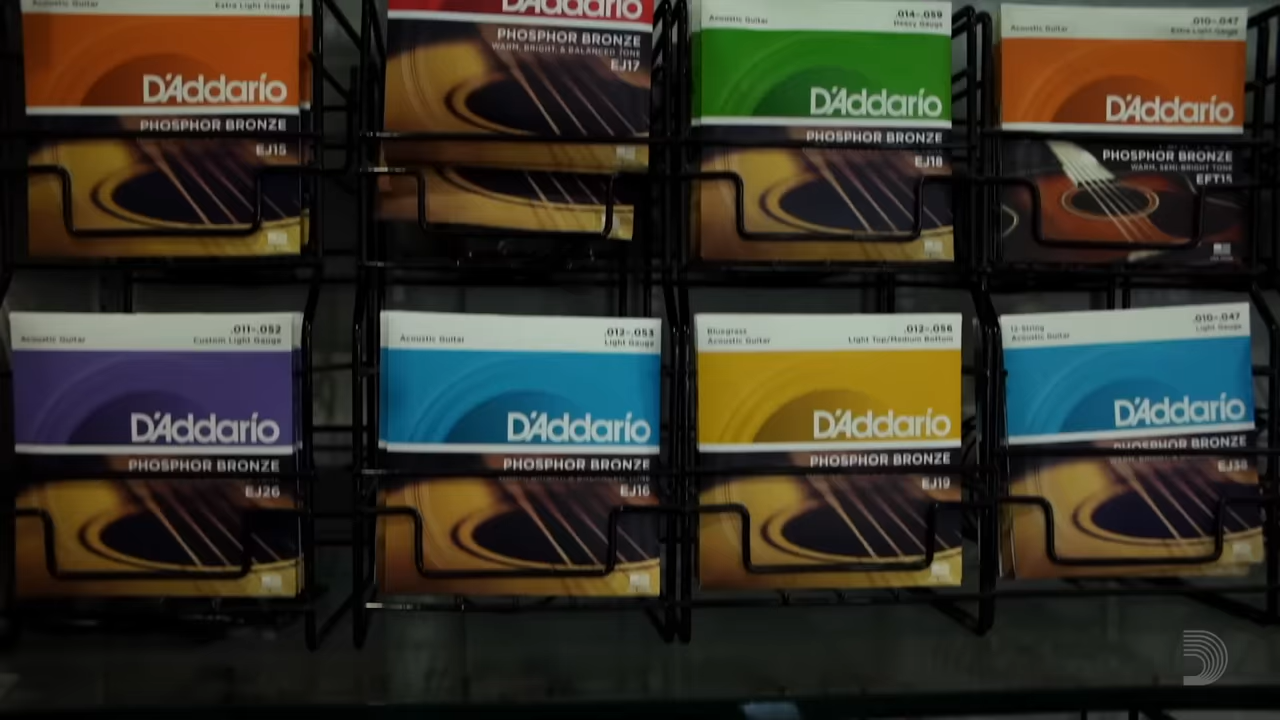 Acoustic Guitar
Extra Light Gauge
D'Addario
PHOSPHOR BRONZE
EJ15
D'Addario
PHOSPHOR BRONZE
WARM, BRIGHT, & BALANCED TONE
EJ17
Acoustic Guitar
.014-.059
Heavy Gauge
D'Addario
PHOSPHOR BRONZE
EJ18
Acoustic Guitar
.010-.047
Extra Light Gauge
D'Addario
PHOSPHOR BRONZE
WARM, SEMI-BRIGHT TONE
EFT15
.011-.052
Acoustic Guitar
Custom Light Gauge
D'Addario
PHOSPHOR BRONZE
EJ26
.012-.053
Acoustic Guitar
Light Gauge
D'Addario
PHOSPHOR BRONZE
EJ16
Bluegrass
.012-.056
Acoustic Guitar
Light Top/Medium Bottom
D'Addario
PHOSPHOR BRONZE
EJ19
12-String
.010-.047
Acoustic Guitar
Light Gauge
D'Addario
PHOSPHOR BRONZE
EJ38